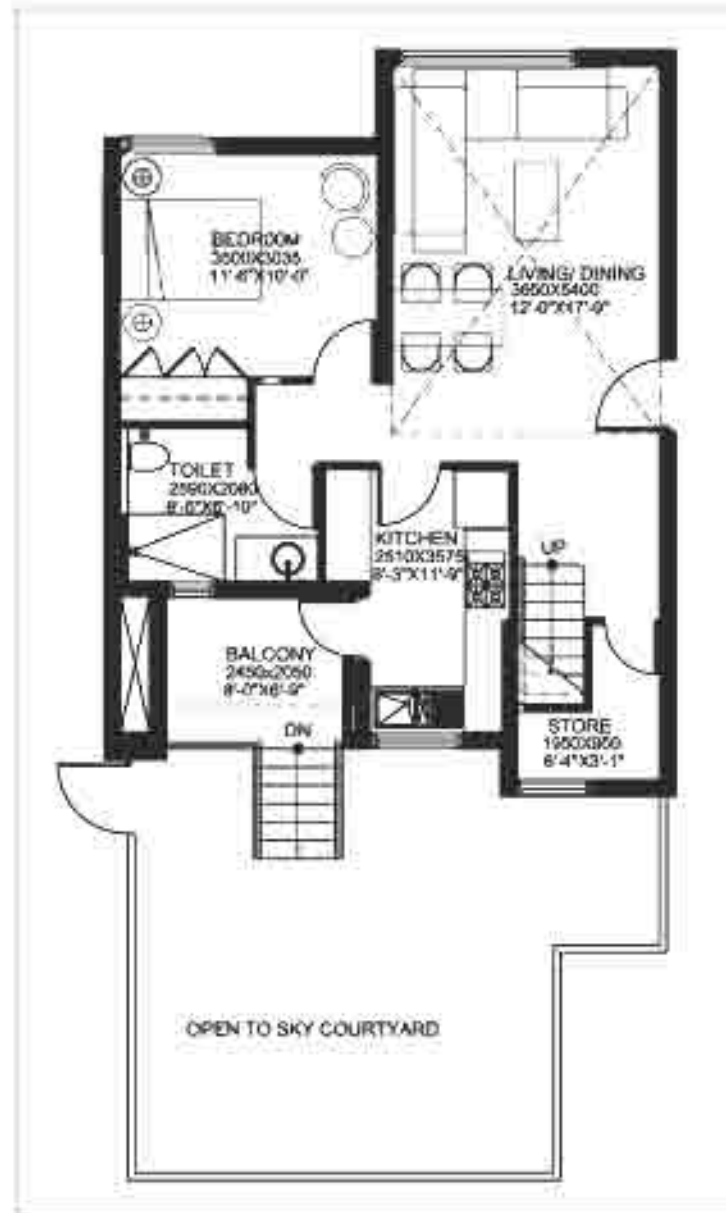 BEDROOM
3500X3035
11'-6"X10'-0"
LIVING/ DINING
3650X5400
12'-0"X17'-9"
TOILET
2590X2080
8'-6"X6'-10"
KITCHEN
2510X3575
8'-3"X11'-9"
UP
BALCONY
2450x2050
8'-0"X6'-9"
DN
STORE
1950X950
6'-4"X3'-1"
OPEN TO SKY COURTYARD